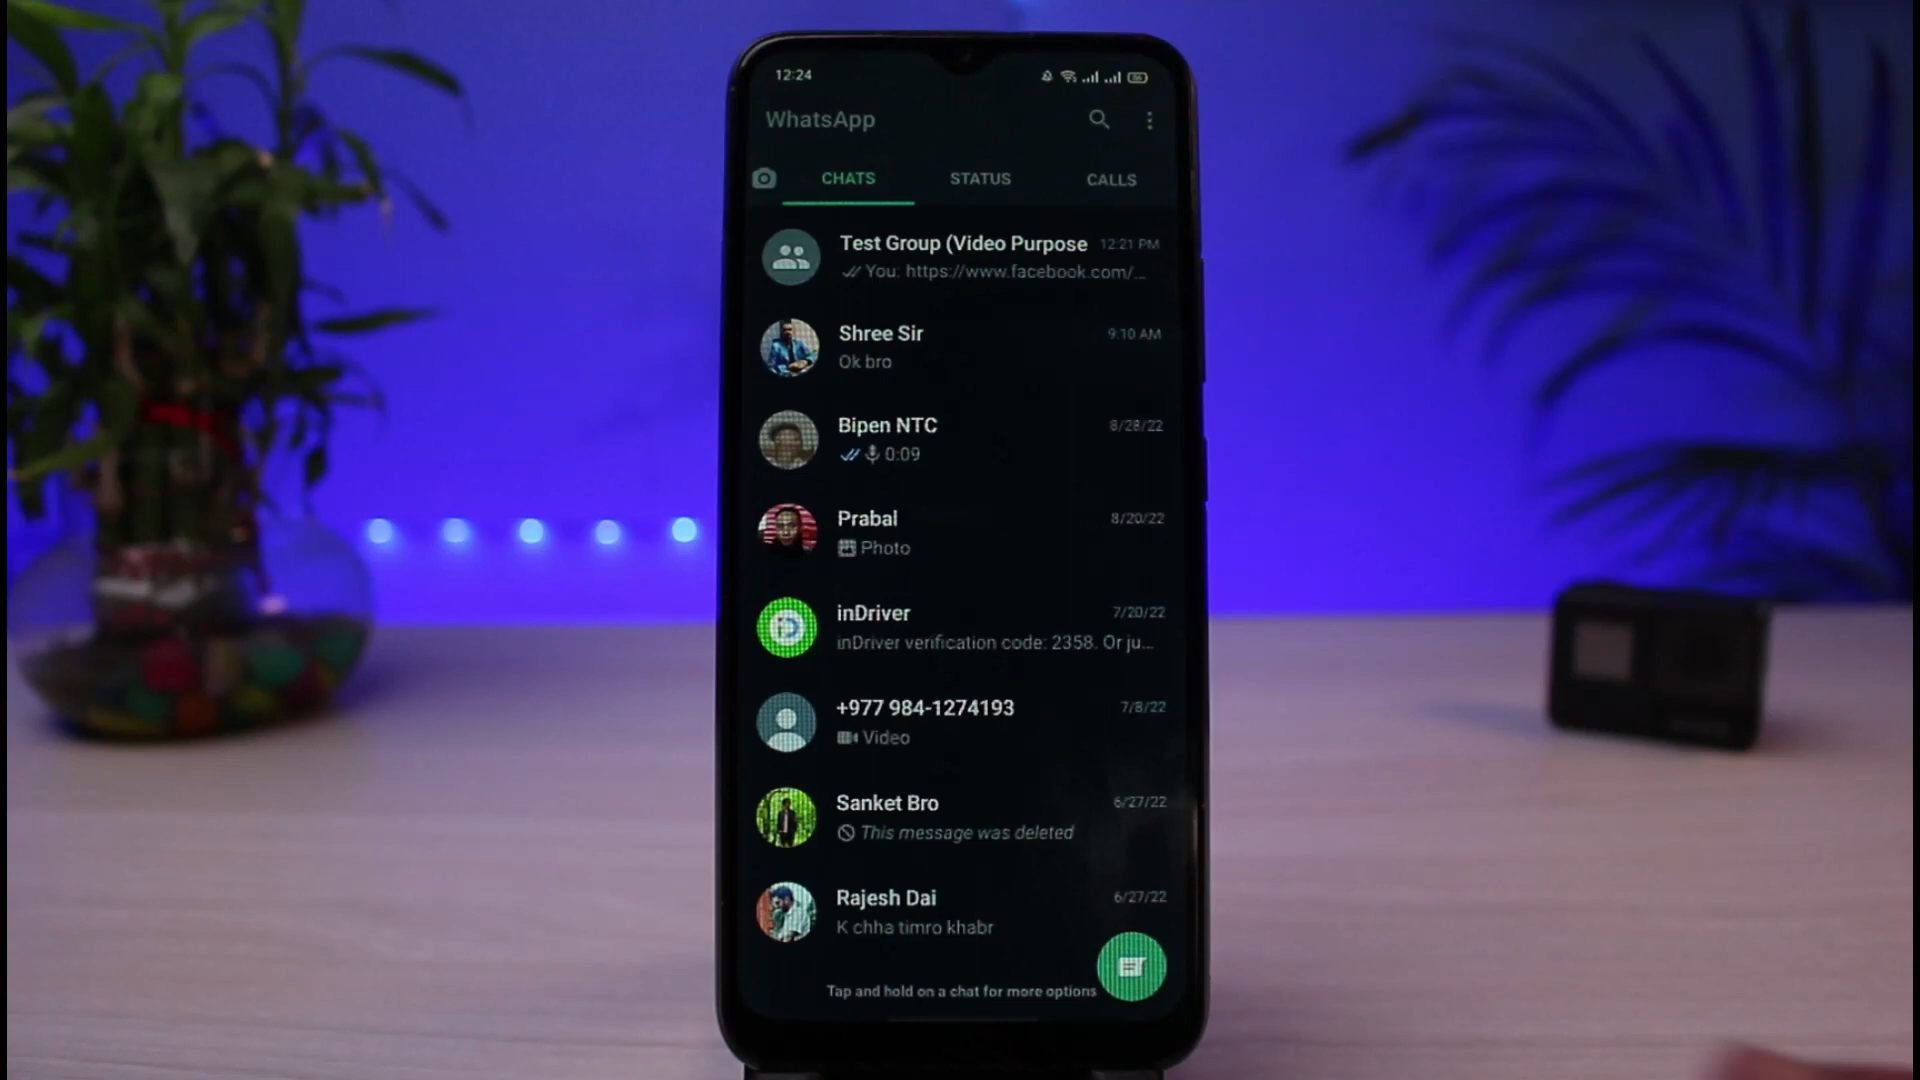 12:24
WhatsApp
CHATS STATUS CALLS
Test Group (Video Purpose 12:21 PM
You: https://www.facebook.com/...
Shree Sir 9:10 AM
Ok bro
Bipen NTC 8/28/22
0:09
Prabal 8/20/22
Photo
inDriver 7/20/22
inDriver verification code: 2358. Or ju...
+977 984-1274193 7/8/22
Video
Sanket Bro 6/27/22
This message was deleted
Rajesh Dai 6/27/22
K chha timro khabr
Tap and hold on a chat for more options